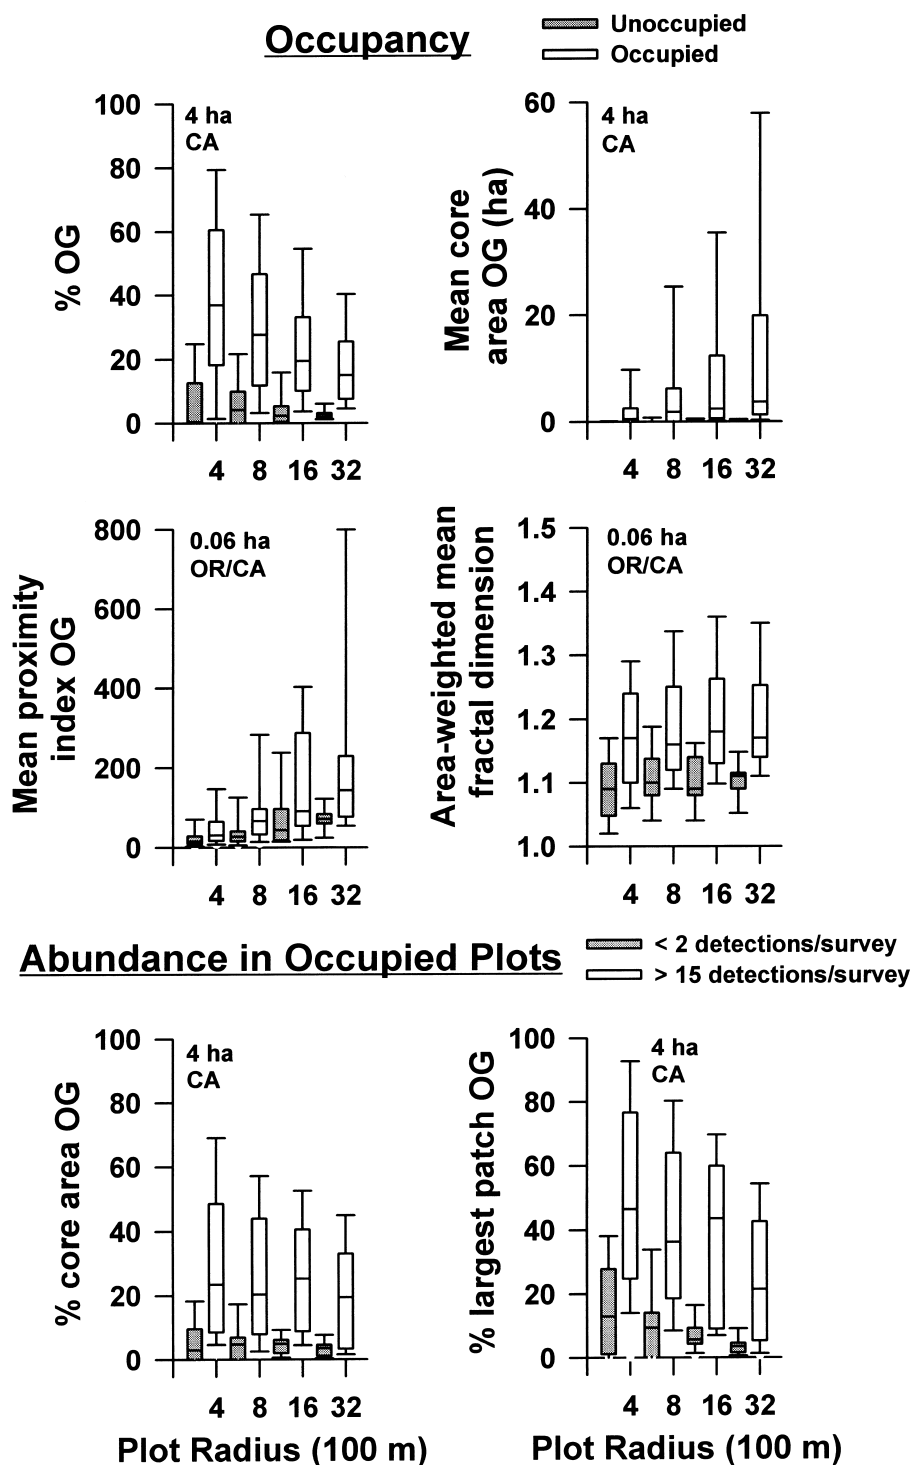 Occupancy
Unoccupied
Occupied
% OG
100
80
60
40
20
0
4 ha
CA
4 8 16 32
Mean core
area OG (ha)
60
40
20
0
4 ha
CA
4 8 16 32
Mean proximity
index OG
800
600
400
200
0
0.06 ha
OR/CA
4 8 16 32
Area-weighted mean
fractal dimension
1.5
1.4
1.3
1.2
1.1
1.0
0.06 ha
OR/CA
4 8 16 32
Abundance in Occupied Plots
< 2 detections/survey
> 15 detections/survey
% core area OG
100
80
60
40
20
0
4 ha
CA
4 8 16 32
Plot Radius (100 m)
% largest patch OG
100
80
60
40
20
0
4 ha
CA
4 8 16 32
Plot Radius (100 m)